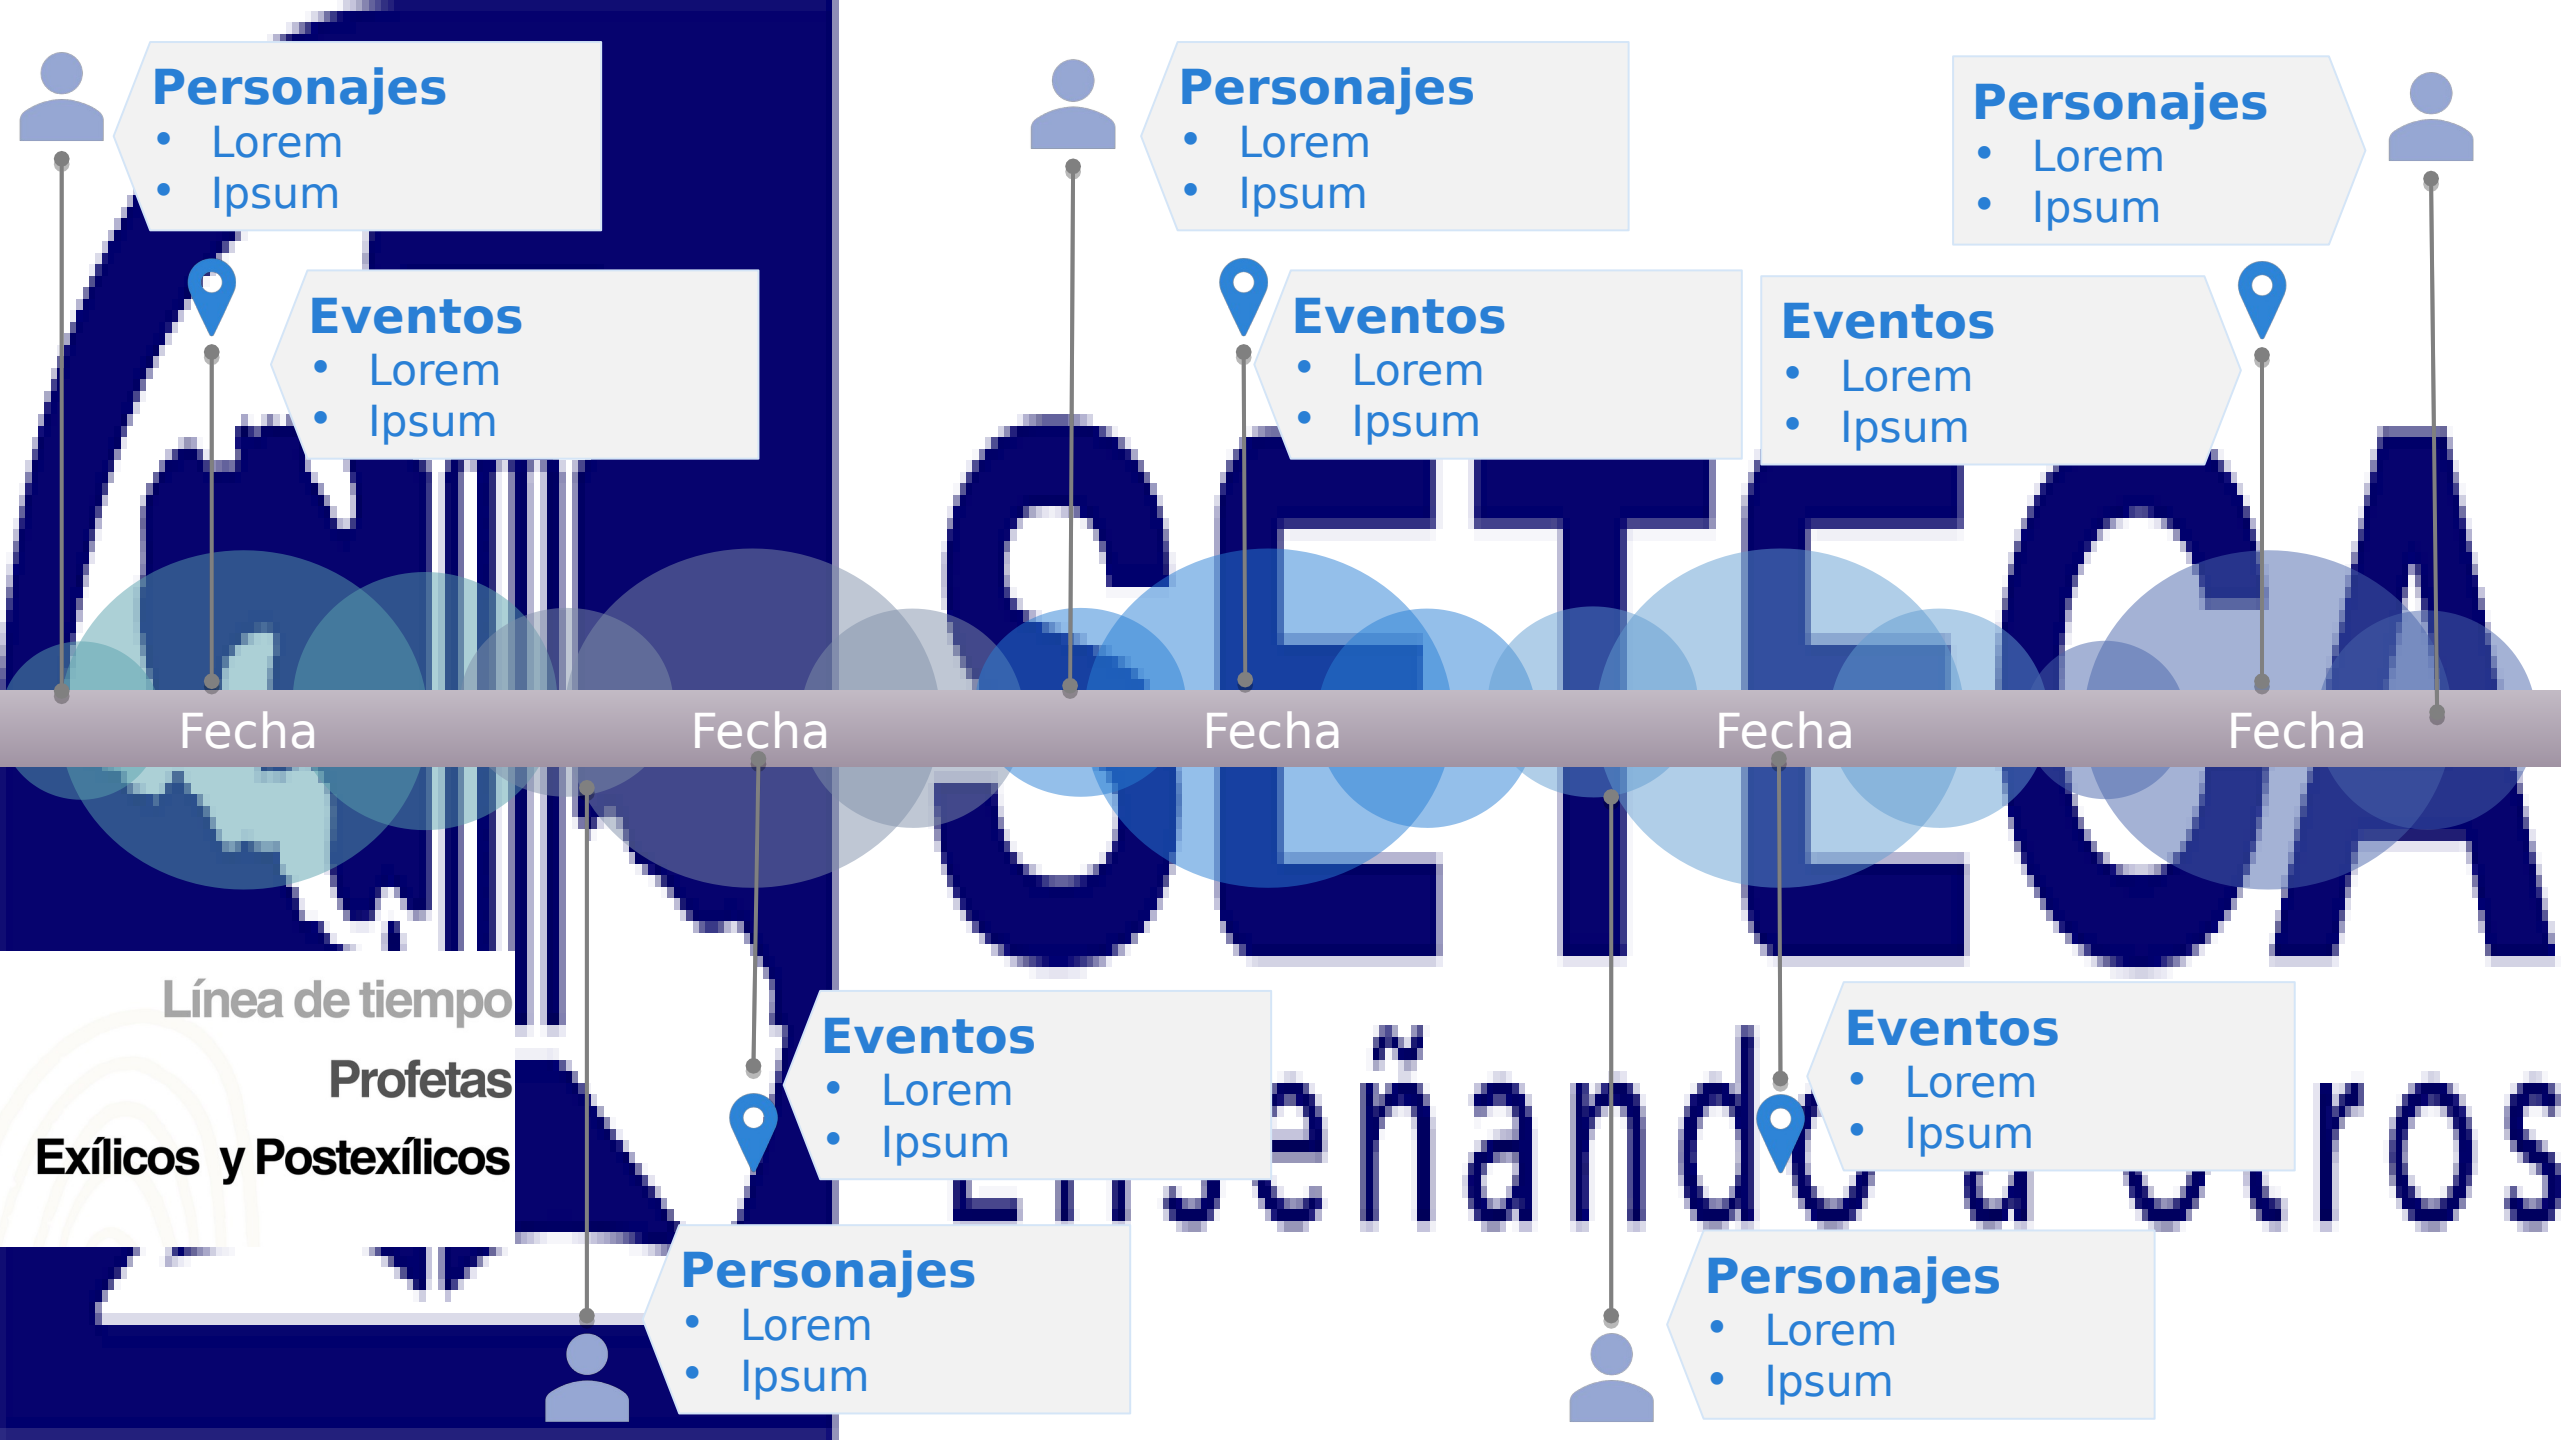 Personajes
• Lorem
• Ipsum
Eventos
• Lorem
• Ipsum
Personajes
• Lorem
• Ipsum
Eventos
• Lorem
• Ipsum
Personajes
• Lorem
• Ipsum
Eventos
• Lorem
• Ipsum
SETECA
Fecha
Fecha
Fecha
Fecha
Fecha
Línea de tiempo
Profetas
Exílicos y Postexílicos
Eventos
• Lorem
• Ipsum
Personajes
• Lorem
• Ipsum
Eventos
• Lorem
• Ipsum
Personajes
• Lorem
• Ipsum